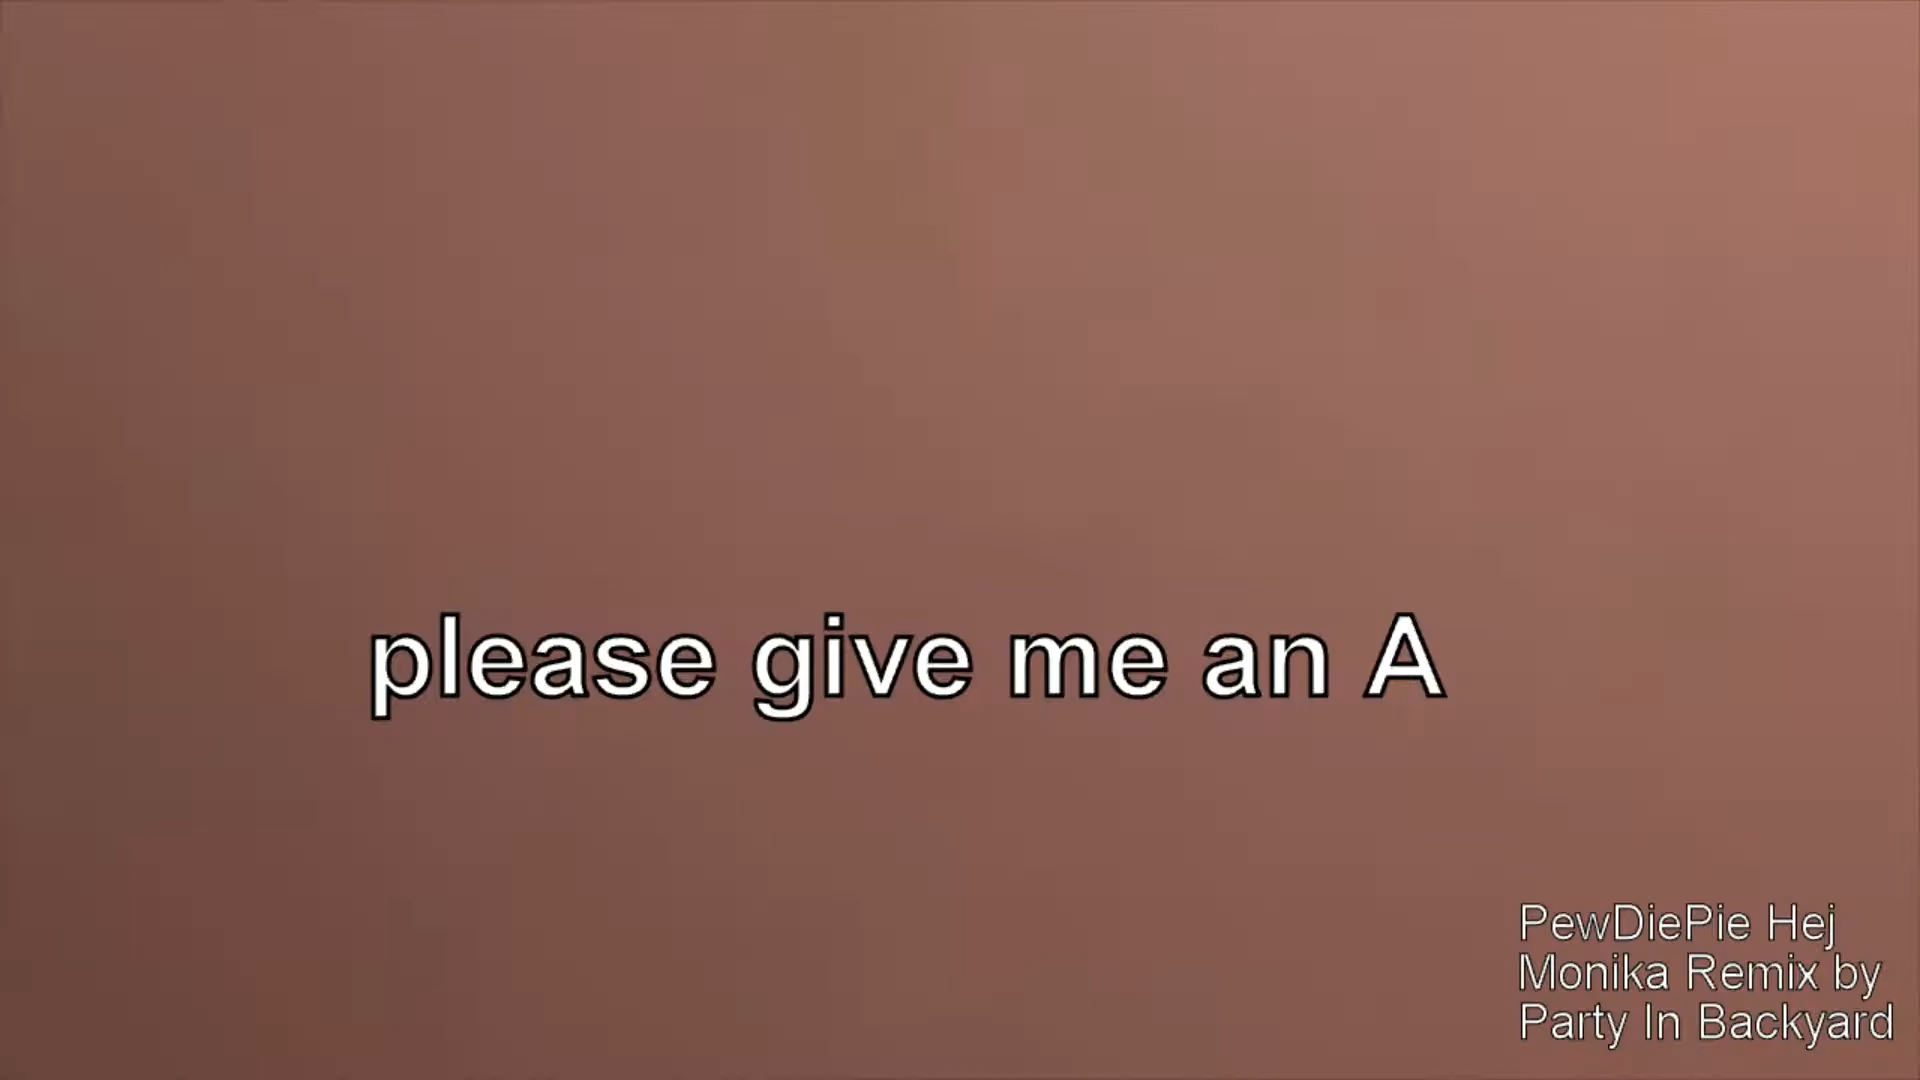 please give me an A
PewDiePie Hej
Monika Remix by
Party In Backyard